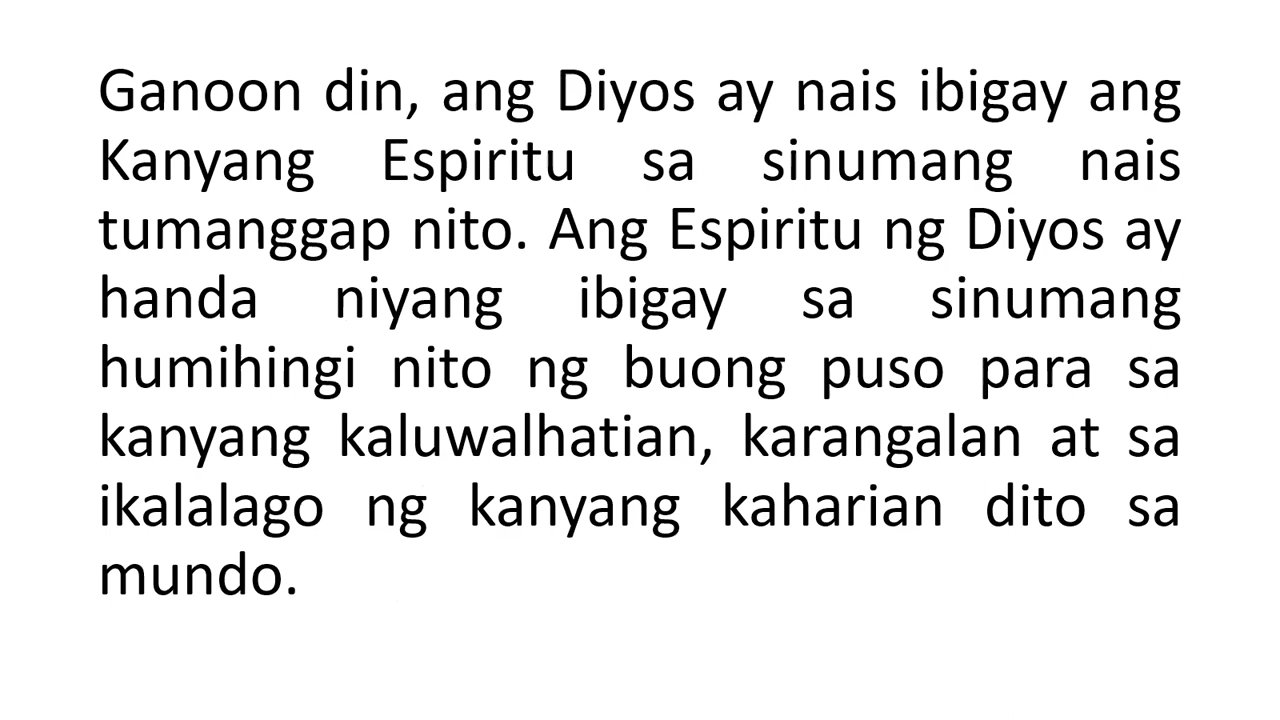 Ganoon din, ang Diyos ay nais ibigay ang
Kanyang Espiritu sa sinumang nais
tumanggap nito. Ang Espiritu ng Diyos ay
handa niyang ibigay sa sinumang
humihingi nito ng buong puso para sa
kanyang kaluwalhatian, karangalan at sa
ikalalago ng kanyang kaharian dito sa
mundo.